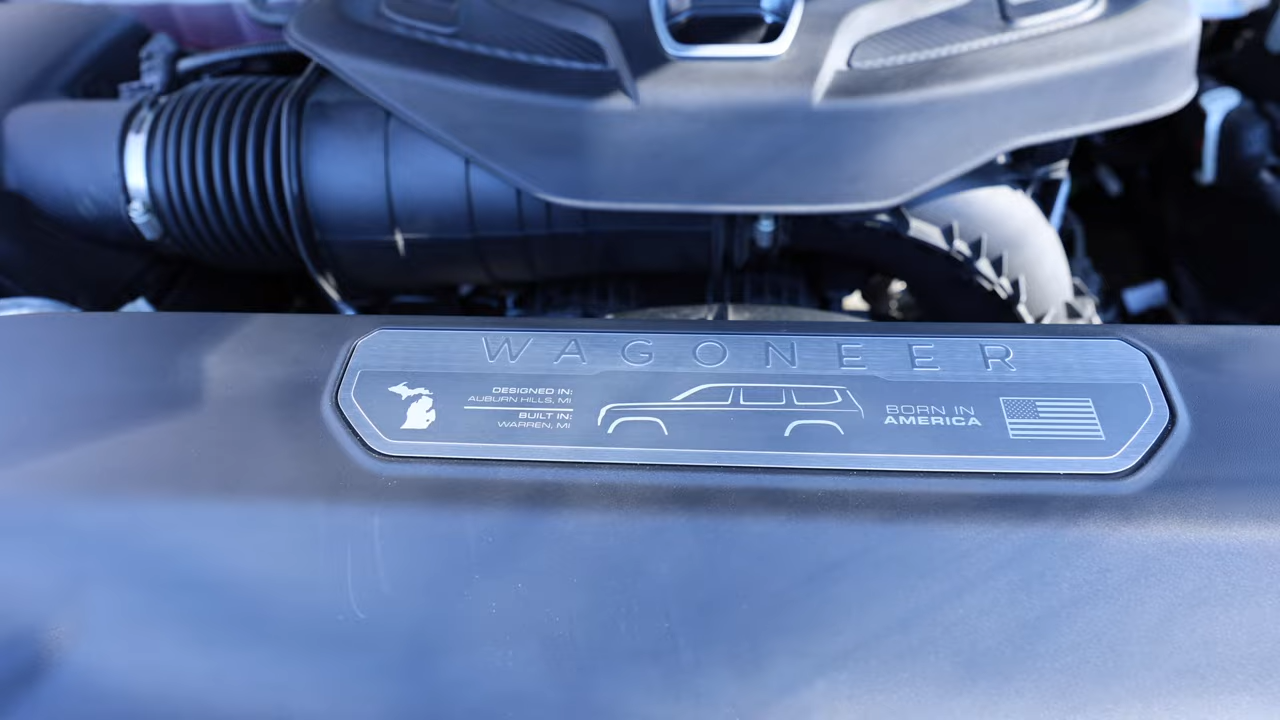 WAGONEER
DESIGNED IN:
AUBURN HILLS, MI
BUILT IN:
WARREN, MI
BORN IN
AMERICA